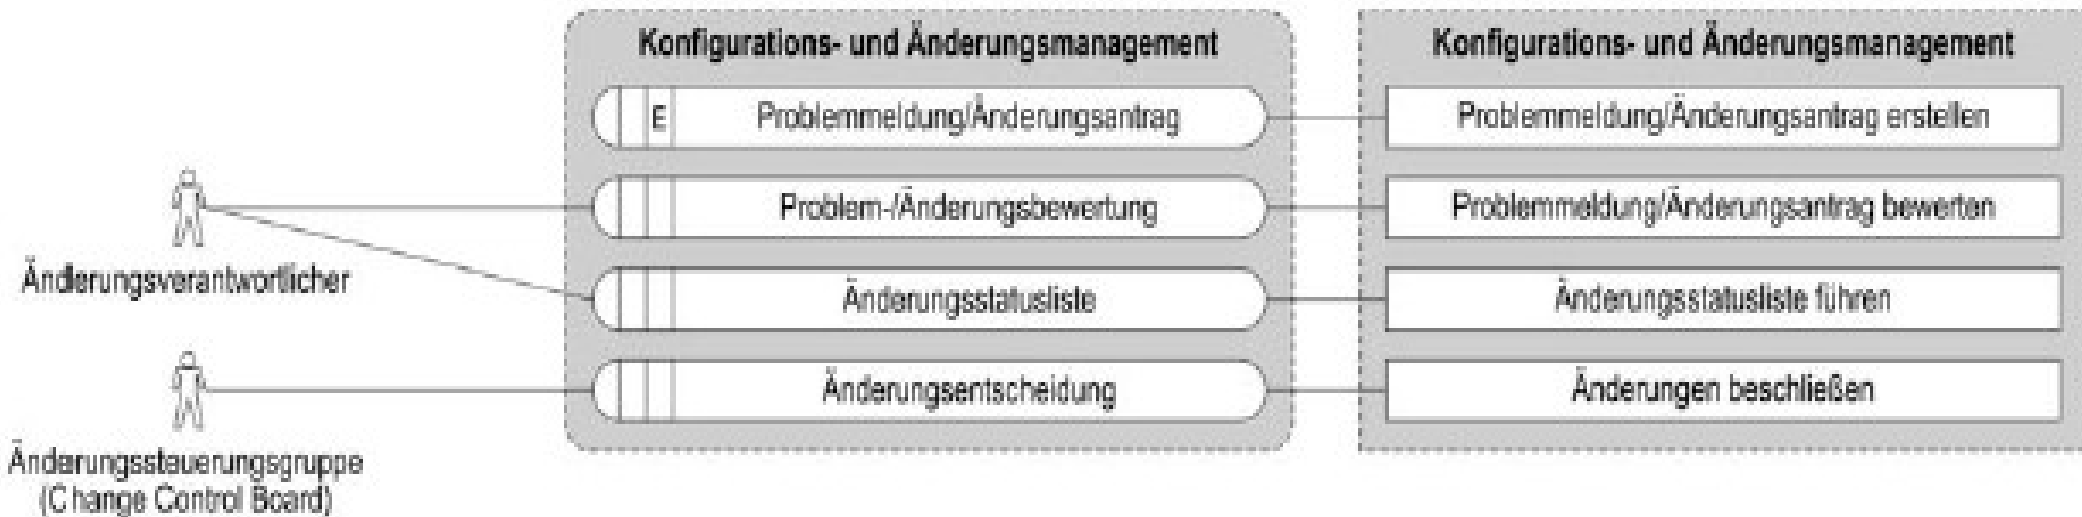 Konfigurations- und Änderungsmanagement
E Problemmeldung/Änderungsantrag
Problem-/Änderungsbewertung
Änderungsstatusliste
Änderungsentscheidung
Konfigurations- und Änderungsmanagement
Problemmeldung/Änderungsantrag erstellen
Problemmeldung/Änderungsantrag bewerten
Änderungsstatusliste führen
Änderungen beschließen
Änderungsverantwortlicher
Änderungssteuerungsgruppe
(Change Control Board)